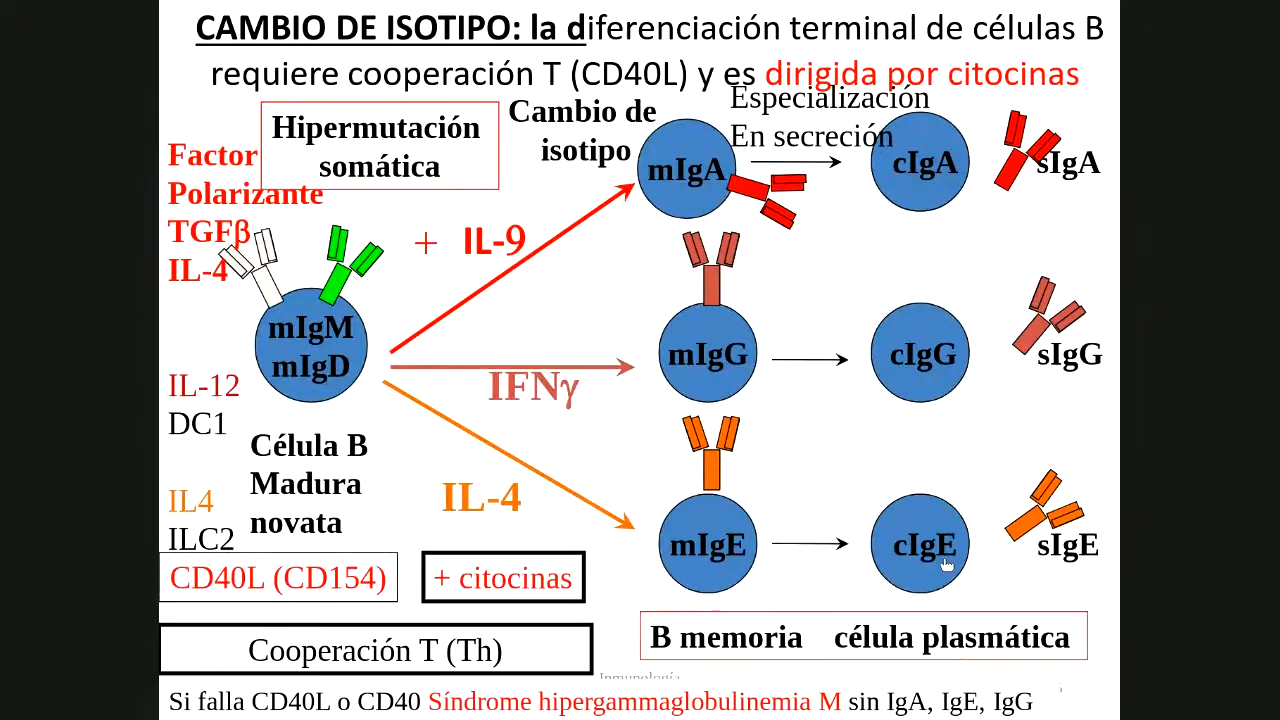 CAMBIO DE ISOTIPO: la diferenciación terminal de células B
requiere cooperación T (CD40L) y es dirigida por citocinas
Hipermutación
somática
Cambio de
isotipo
Especialización
En secreción
Factor
Polarizante
TGFβ
IL-4
+ IL-9
mIgA
cIgA
sIgA
mIgM
mIgD
IFNγ
mIgG
cIgG
sIgG
IL-12
DC1
Célula B
Madura
novata
IL4
ILC2
IL-4
mIgE
cIgE
sIgE
CD40L (CD154)
+ citocinas
Cooperación T (Th)
B memoria célula plasmática
Inmunología
Si falla CD40L o CD40 Síndrome hipergammaglobulinemia M sin IgA, IgE, IgG